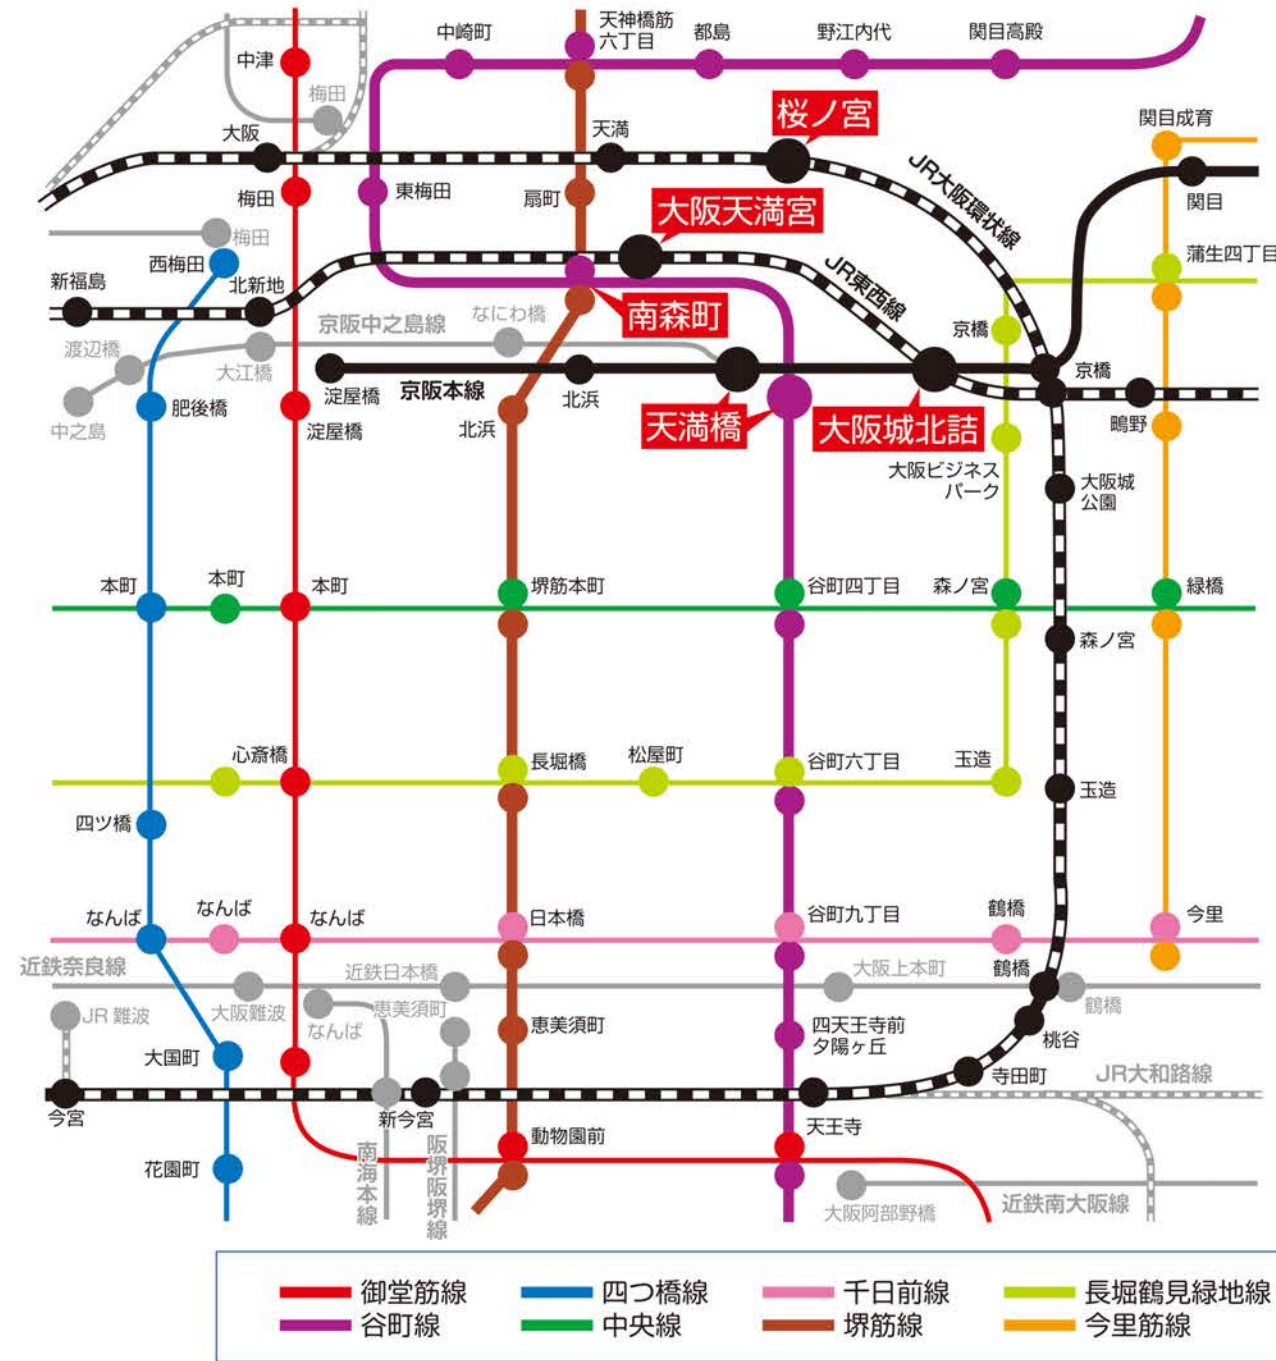 天神橋筋
六丁目
中崎町
都島
野江内代
関目高殿
中津
梅田
大阪
天満
桜ノ宮
関目成育
梅田
東梅田
扇町
JR大阪環状線
関目
大阪天満宮
梅田
西梅田
蒲生四丁目
新福島
北新地
JR東西線
南森町
京阪中之島線
なにわ橋
京橋
渡辺橋
大江橋
京橋
淀屋橋
京阪本線
北浜
中之島
肥後橋
淀屋橋
北浜
天満橋
大阪城北詰
鴫野
大阪ビジネス
パーク
大阪城
公園
本町
本町
本町
堺筋本町
谷町四丁目
森ノ宮
緑橋
森ノ宮
心斎橋
長堀橋
松屋町
谷町六丁目
玉造
玉造
四ツ橋
なんば
なんば
なんば
日本橋
谷町九丁目
鶴橋
今里
近鉄奈良線
近鉄日本橋
大阪上本町
鶴橋
JR 難波
大阪難波
なんば
恵美須町
鶴橋
恵美須町
四天王寺前
夕陽ヶ丘
桃谷
大国町
寺田町
JR大和路線
今宮
新今宮
天王寺
動物園前
花園町
南海本線
阪堺阪堺線
大阪阿部野橋
近鉄南大阪線
御堂筋線
四つ橋線
千日前線
長堀鶴見緑地線
谷町線
中央線
堺筋線
今里筋線